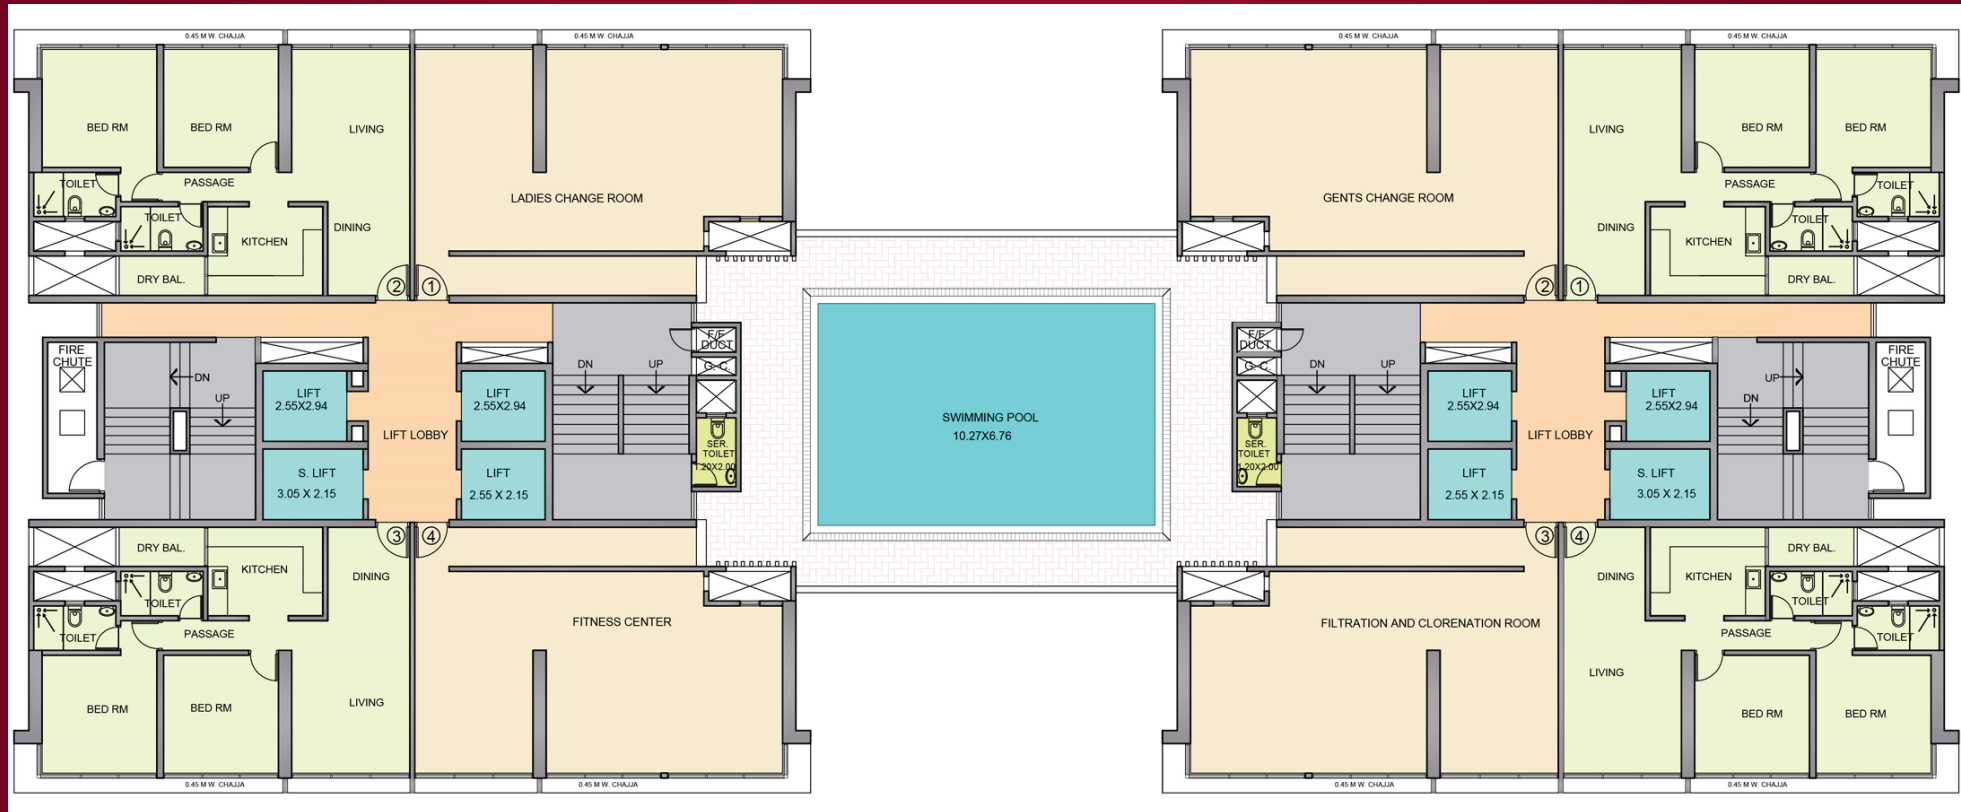 0.45 M W. CHAJJA
0.45 M W. CHAJJA
0.45 M W. CHAJJA
0.45 M W. CHAJJA
BED RM
BED RM
LIVING
LIVING
BED RM
BED RM
TOILET
PASSAGE
LADIES CHANGE ROOM
GENTS CHANGE ROOM
PASSAGE
TOILET
TOILET
DINING
KITCHEN
DINING
KITCHEN
TOILET
DRY BAL.
2
1
2
1
DRY BAL.
FIRE
CHUTE
DN
UP
LIFT
2.55X2.94
LIFT
2.55X2.94
DN
UP
F/F
DUCT
G. C.
F/F
DUCT
G. C.
DN
UP
LIFT
2.55X2.94
LIFT
2.55X2.94
UP
DN
FIRE
CHUTE
LIFT LOBBY
SWIMMING POOL
10.27X6.76
LIFT LOBBY
S. LIFT
3.05 X 2.15
LIFT
2.55 X 2.15
SER.
TOILET
1.20X2.00
SER.
TOILET
1.20X2.00
LIFT
2.55 X 2.15
S. LIFT
3.05 X 2.15
3
4
3
4
DRY BAL.
KITCHEN
DINING
DINING
KITCHEN
DRY BAL.
TOILET
TOILET
TOILET
PASSAGE
FITNESS CENTER
FILTRATION AND CLORENATION ROOM
PASSAGE
TOILET
BED RM
BED RM
LIVING
LIVING
BED RM
BED RM
0.45 M W. CHAJJA
0.45 M W. CHAJJA
0.45 M W. CHAJJA
0.45 M W. CHAJJA